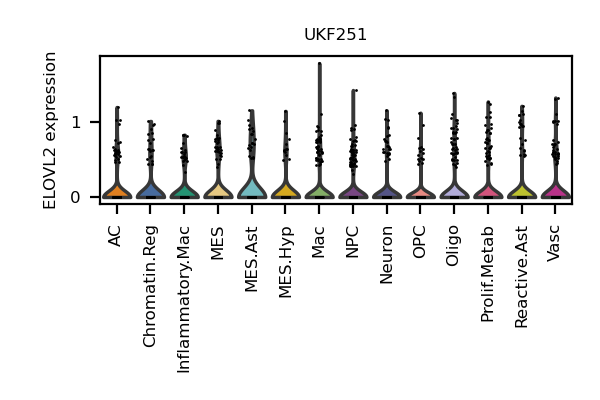 UKF251
ELOVL2 expression
1
0
AC
Chromatin.Reg
Inflammatory.Mac
MES
MES.Ast
MES.Hyp
Mac
NPC
Neuron
OPC
Oligo
Prolif.Metab
Reactive.Ast
Vasc